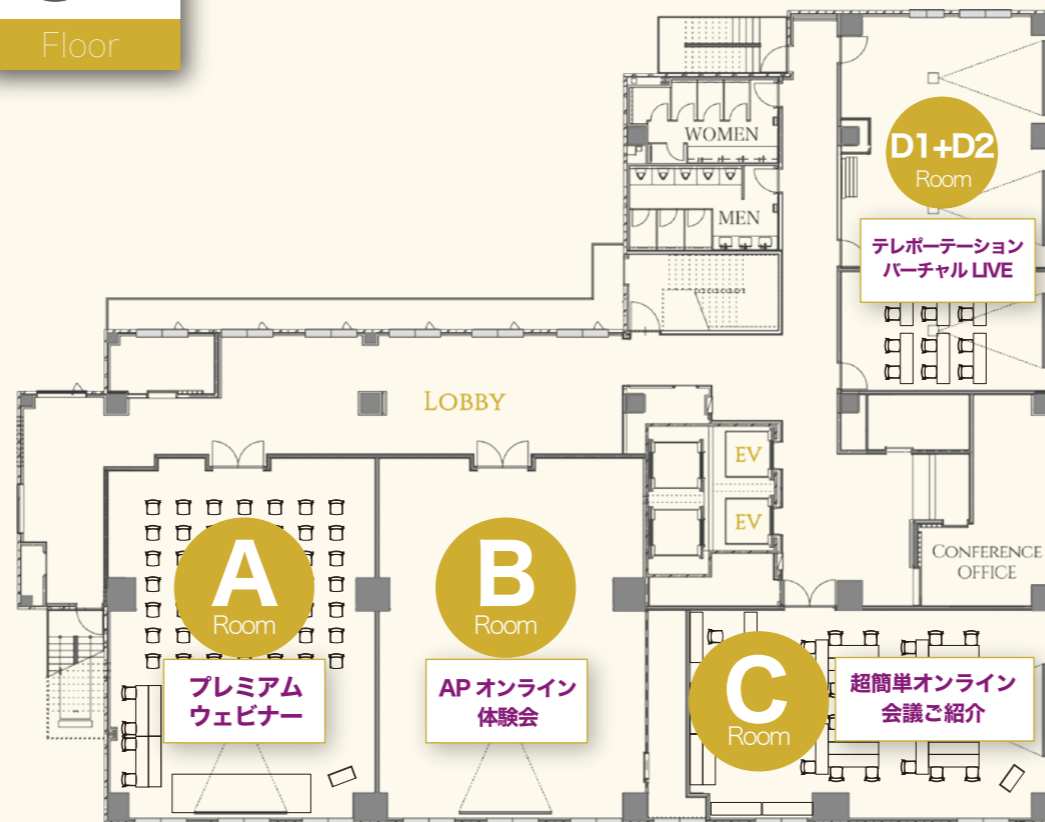 Floor
WOMEN
MEN
D1+D2
Room
テレポーテーション
バーチャル LIVE
LOBBY
EV
EV
CONFERENCE
OFFICE
A
Room
プレミアム
ウェビナー
B
Room
AP オンライン
体験会
C
Room
超簡単オンライン
会議ご紹介